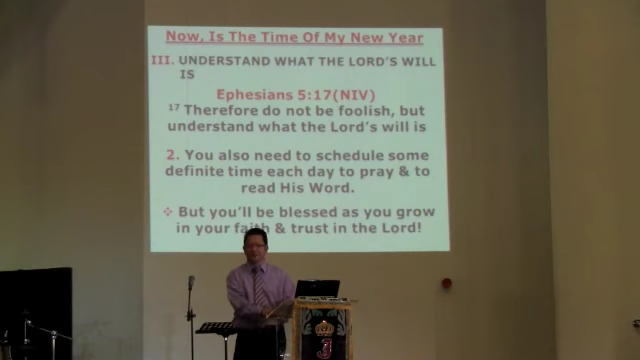 Now, Is The Time Of My New Year
III. UNDERSTAND WHAT THE LORD'S WILL
IS
Ephesians 5:17(NIV)
17 Therefore do not be foolish, but
understand what the Lord's will is
2. You also need to schedule some
definite time each day to pray & to
read His Word.
❖ But you'll be blessed as you grow
in your faith & trust in the Lord!
J